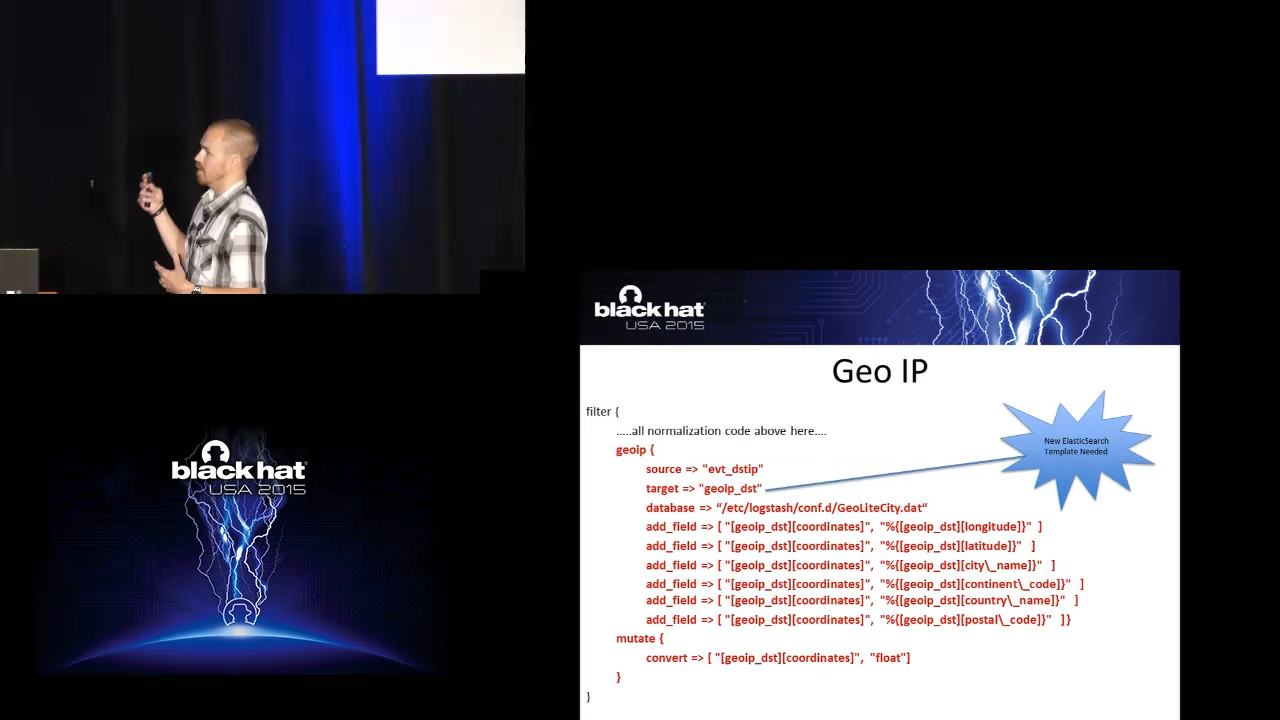 black hat
USA 2015
Geo IP
filter {
.....all normalization code above here....
geoip {
source => "evt_dstip"
target => "geoip_dst"
New ElasticSearch
Template Needed
database => “/etc/logstash/conf.d/GeoLiteCity.dat“
add_field => [ "[geoip_dst][coordinates]", "%{[geoip_dst][longitude]}" ]
add_field => [ "[geoip_dst][coordinates]", "%{[geoip_dst][latitude]}" ]
add_field => [ "[geoip_dst][coordinates]", "%{[geoip_dst][city\_name]}" ]
add_field => [ "[geoip_dst][coordinates]", "%{[geoip_dst][continent\_code]}" ]
add_field => [ "[geoip_dst][coordinates]", "%{[geoip_dst][country\_name]}" ]
add_field => [ "[geoip_dst][coordinates]", "%{[geoip_dst][postal\_code]}" ]}
mutate {
convert => [ "[geoip_dst][coordinates]", "float"]
}
}
black hat
USA 2015